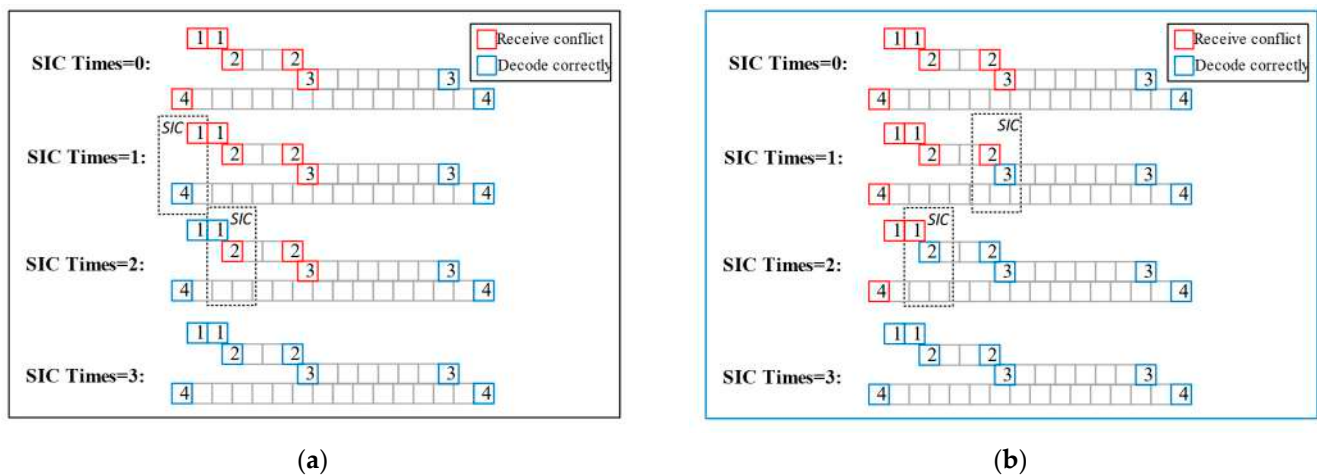 Receive conflict
Decode correctly
SIC Times=0:
1 1
2 2
3 3
4 4
SIC
SIC Times=1:
1 1
2 2
3 3
4 4
SIC
SIC Times=2:
1 1
2 2
3 3
4 4
SIC Times=3:
1 1
2 2
3 3
4 4
(a)
Receive conflict
Decode correctly
SIC Times=0:
1 1
2 2
3 3
4 4
SIC
SIC Times=1:
1 1
2 2
3 3
4 4
SIC
SIC Times=2:
1 1
2 2
3 3
4 4
SIC Times=3:
1 1
2 2
3 3
4 4
(b)